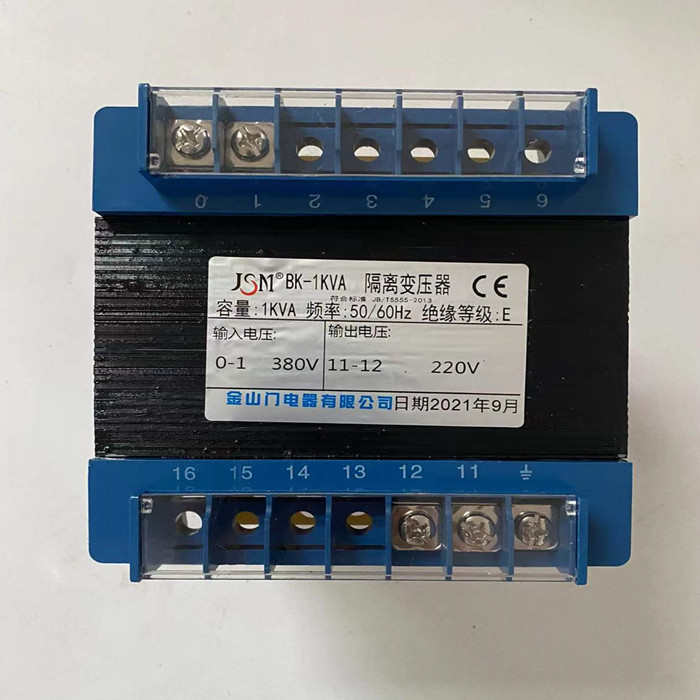 0 1 2 3 4 5 6
JSM® BK-1KVA 隔离变压器 CE
符合标准 JB/T5555-2013
容量:1KVA 频率:50/60Hz 绝缘等级:E
输入电压: 输出电压:
0-1 380V 11-12 220V
金山门电器有限公司 日期2021年9月
16 15 14 13 12 11 ⏚